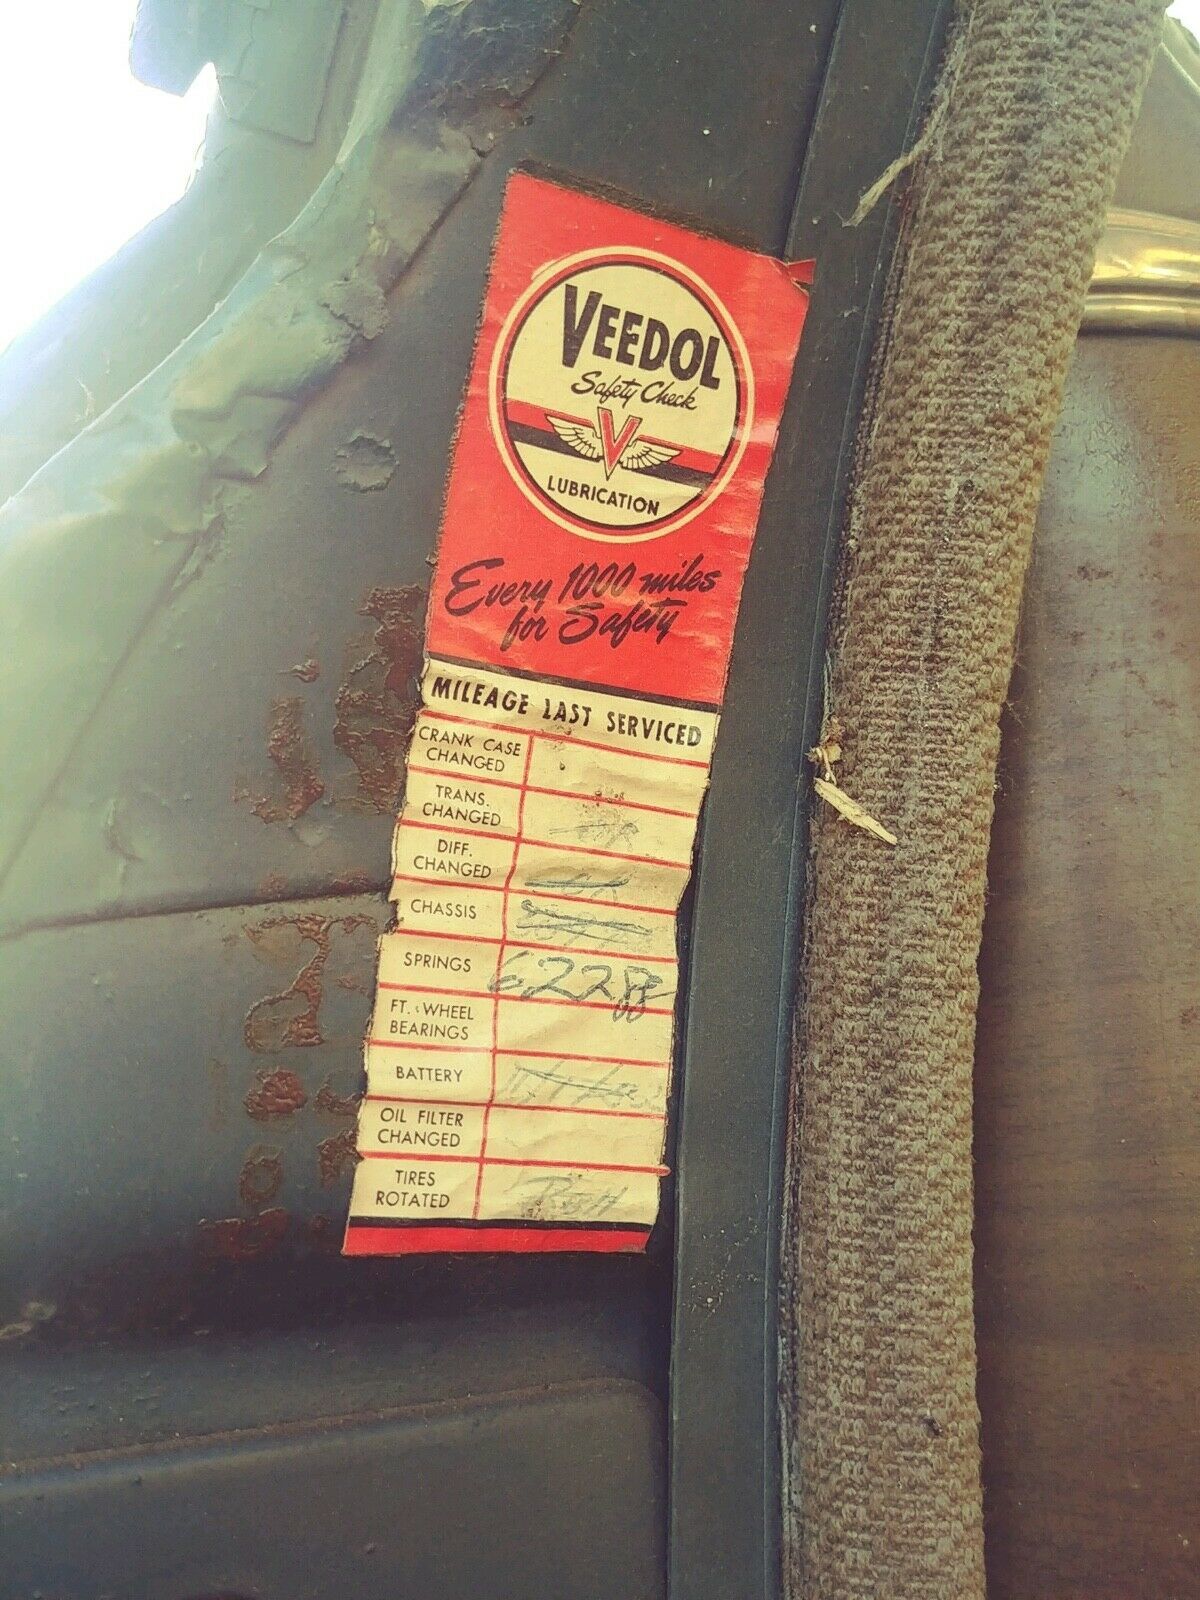 VEEDOL
Safety Check
V
LUBRICATION
Every 1000 miles
for Safety
MILEAGE LAST SERVICED
CRANK CASE
CHANGED
TRANS.
CHANGED
DIFF.
CHANGED
CHASSIS
SPRINGS 62288
FT. WHEEL
BEARINGS
BATTERY
OIL FILTER
CHANGED
TIRES
ROTATED